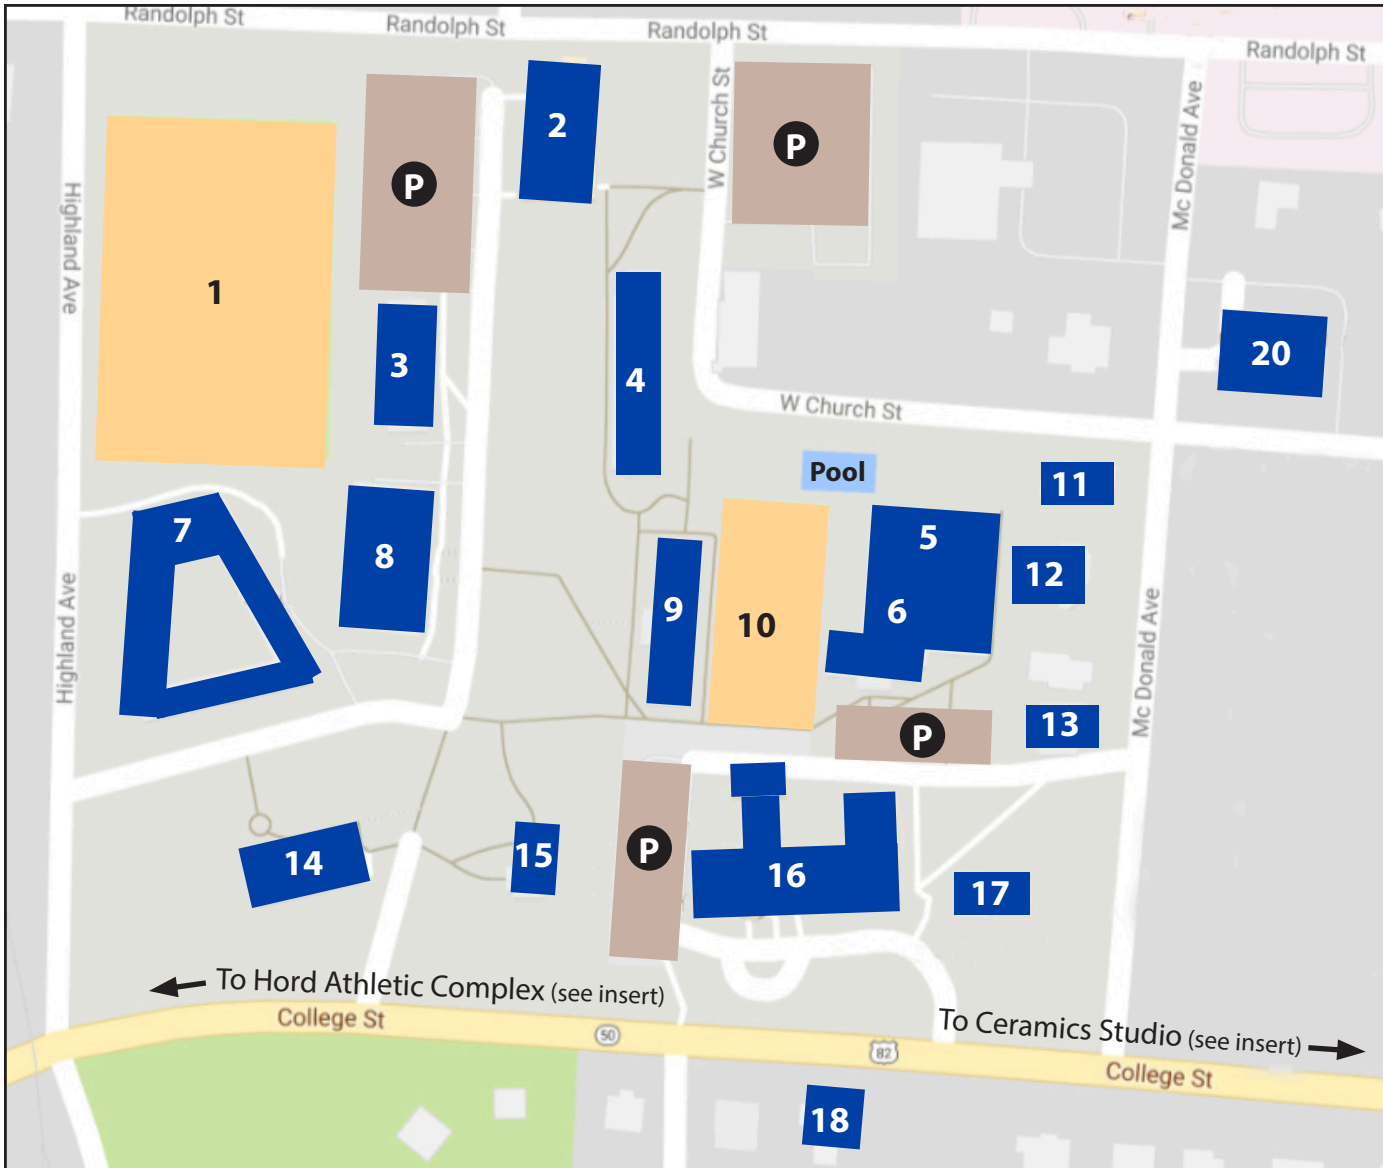 Randolph St
Randolph St
Randolph St
Randolph St
2
P
P
W Church St
Mc Donald Ave
Highland Ave
1
3
4
20
W Church St
Pool
11
7
8
5
12
9
6
10
Highland Ave
Mc Donald Ave
13
P
14
15
P
16
17
To Hord Athletic Complex (see insert)
College St
50
To Ceramics Studio (see insert)
82
College St
18